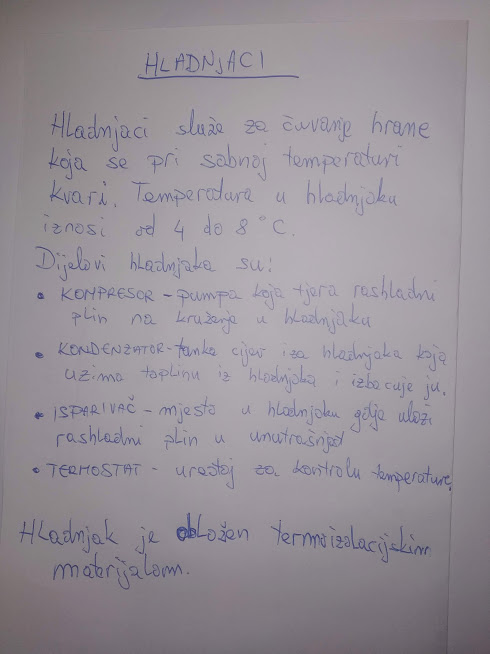 HLADNJACI
Hladnjaci služe za čuvanje hrane
koja se pri sobnoj temperaturi
kvari. Temperatura u hladnjaku
iznosi od 4 do 8 °C.
Dijelovi hladnjaka su:
• KOMPRESOR - pumpa koja tjera rashladni
plin na kruženje u hladnjaku
• KONDENZATOR - tanka cijev iza hladnjaka koja
uzima toplinu iz hladnjaka i izbacuje ju.
• ISPARIVAČ - mjesto u hladnjaku gdje ulazi
rashladni plin u unutrašnjost
• TERMOSTAT - uređaj za kontrolu temperature.
Hladnjak je obložen termoizolacijskim
materijalom.